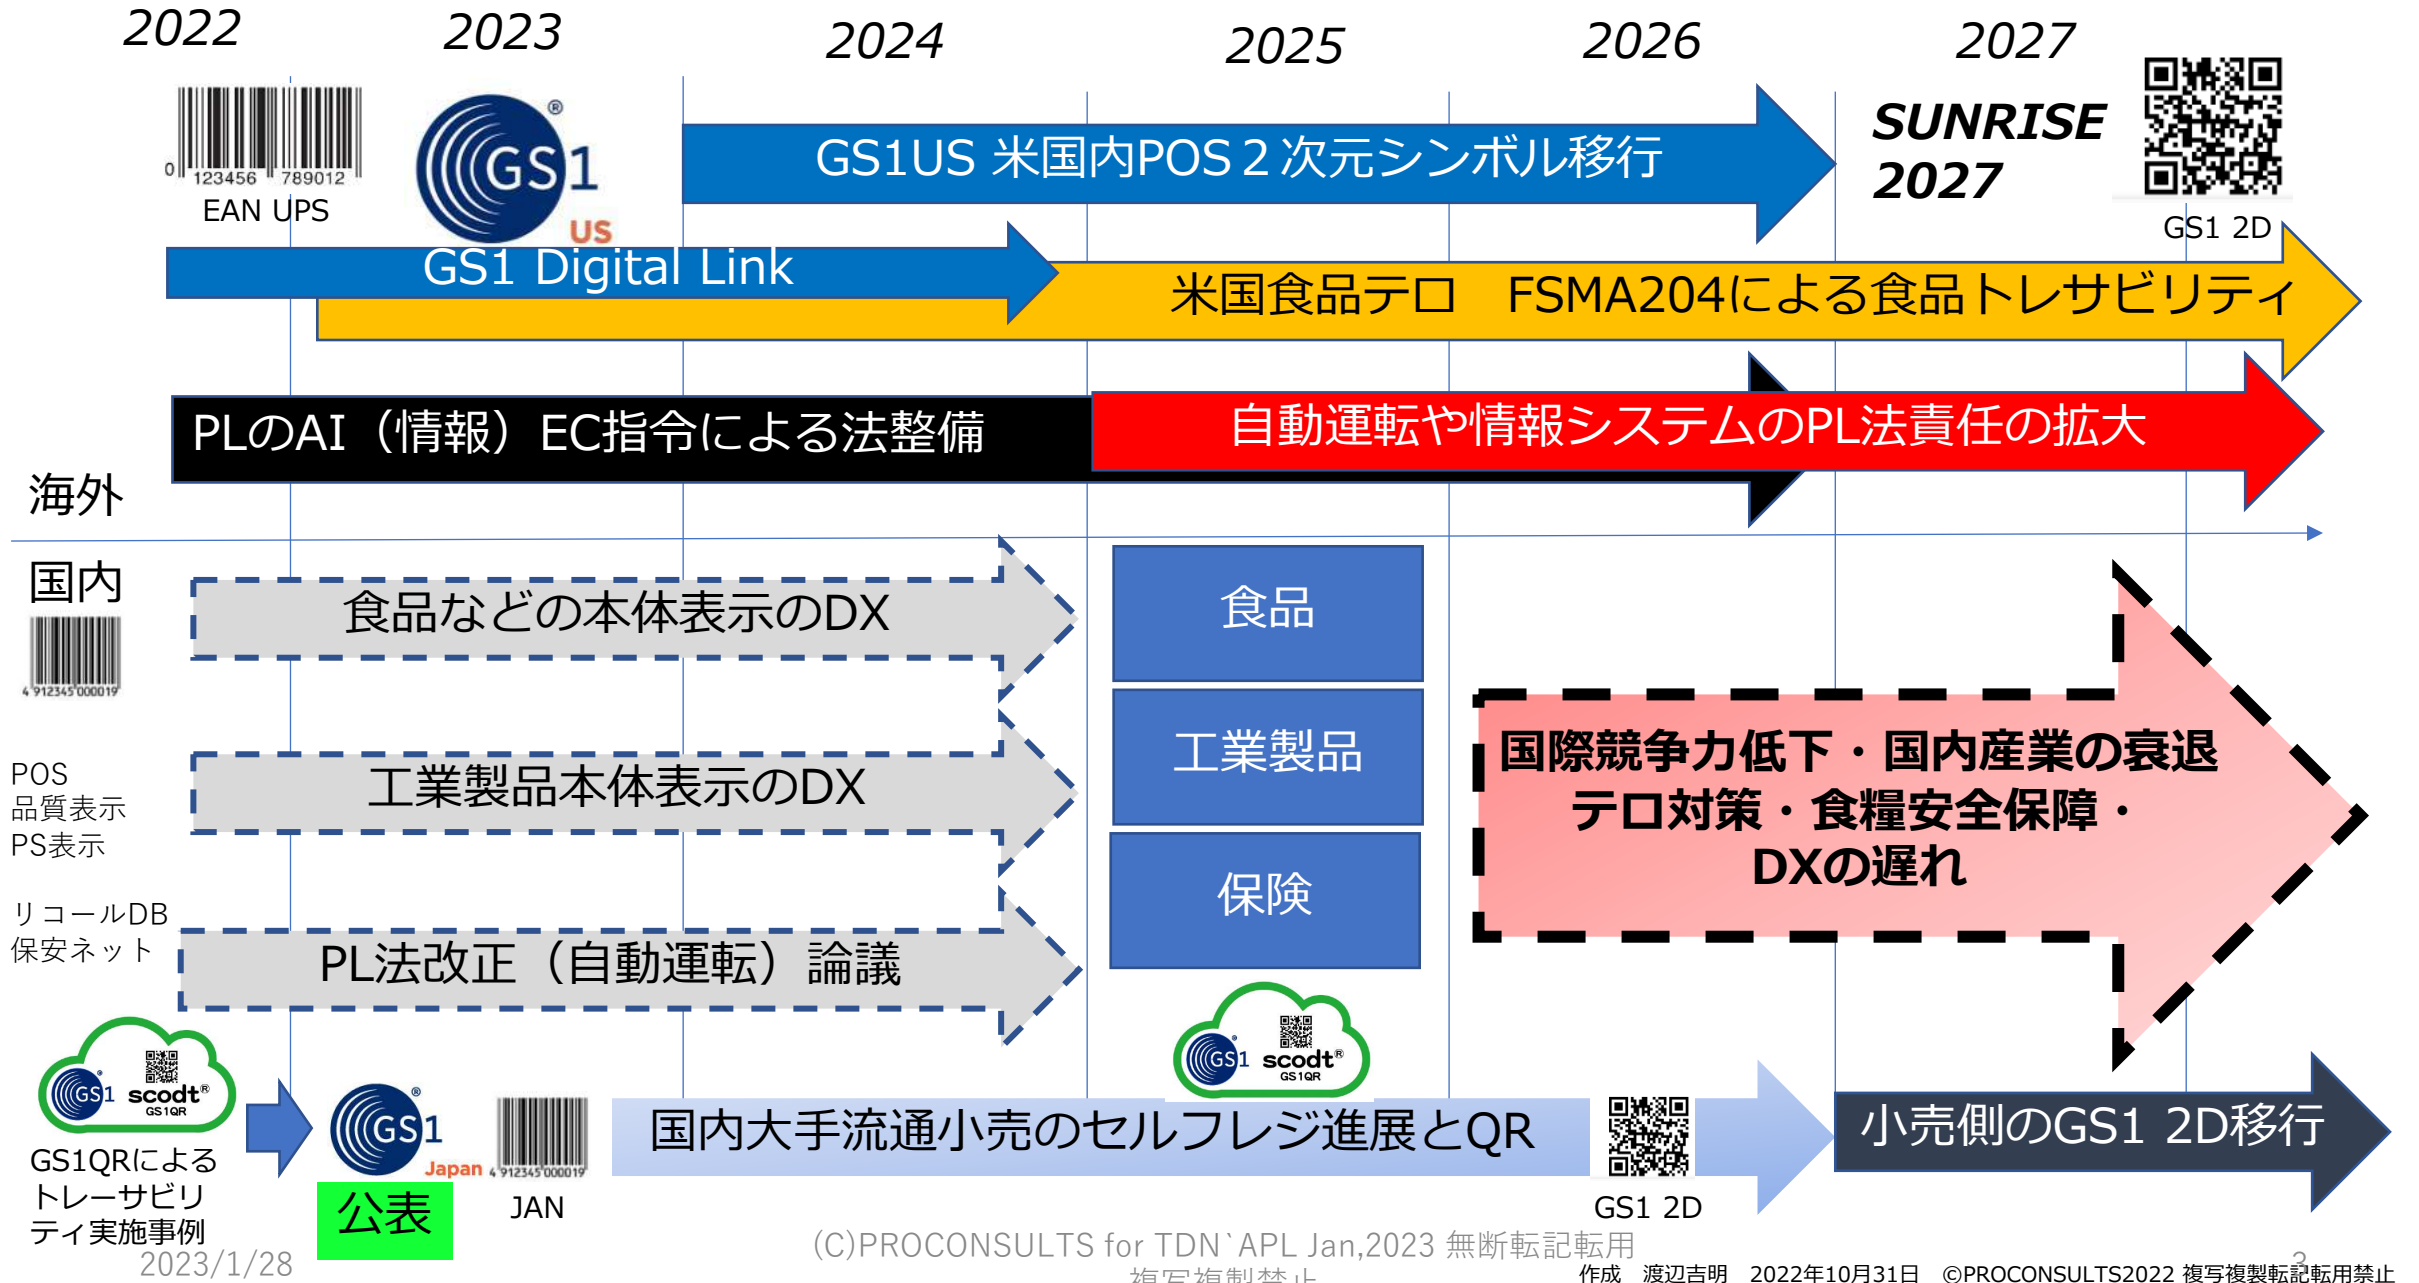 2022
2023
2024
2025
2026
2027
0 123456 789012
EAN UPS
GS1
®
US
GS1US 米国内POS２次元シンボル移行
SUNRISE
2027
GS1 2D
GS1 Digital Link
米国食品テロ　FSMA204による食品トレサビリティ
PLのAI（情報）EC指令による法整備
自動運転や情報システムのPL法責任の拡大
海外
国内
4 912345 000019
食品などの本体表示のDX
食品
POS
品質表示
PS表示
工業製品本体表示のDX
工業製品
国際競争力低下・国内産業の衰退
テロ対策・食糧安全保障・
DXの遅れ
リコールDB
保安ネット
PL法改正（自動運転）論議
保険
GS1 scodt®
GS1QR
GS1 scodt®
GS1QR
GS1QRによる
トレーサビリ
ティ実施事例
GS1
®
Japan
公表
4 912345 000019
JAN
国内大手流通小売のセルフレジ進展とQR
GS1 2D
小売側のGS1 2D移行
2023/1/28
(C)PROCONSULTS for TDN`APL Jan,2023 無断転記転用
複写複製禁止
3
作成　渡辺吉明　2022年10月31日　©PROCONSULTS2022 複写複製転記転用禁止